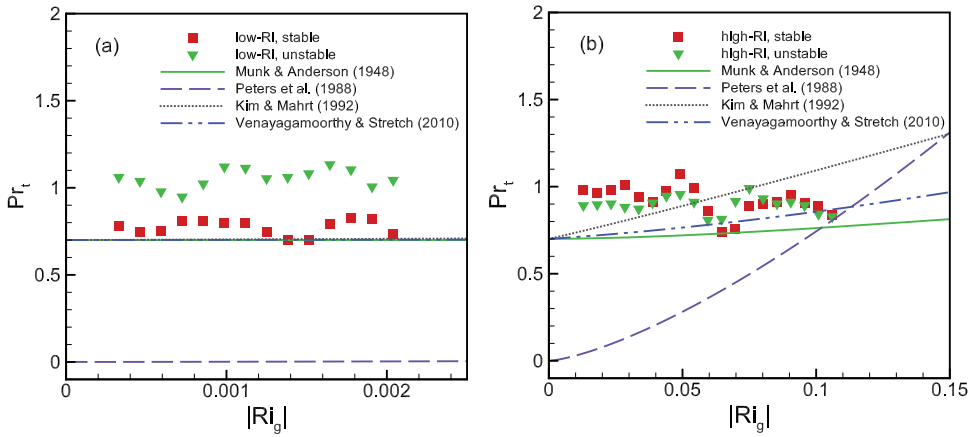 (a)
low-RI, stable
low-RI, unstable
Munk & Anderson (1948)
Peters et al. (1988)
Kim & Mahrt (1992)
Venayagamoorthy & Stretch (2010)
2
1.5
1
0.5
0
Pr_t
0
0.001
0.002
|Ri_g|
(b)
high-RI, stable
high-RI, unstable
Munk & Anderson (1948)
Peters et al. (1988)
Kim & Mahrt (1992)
Venayagamoorthy & Stretch (2010)
2
1.5
1
0.5
0
Pr_t
0
0.05
0.1
0.15
|Ri_g|